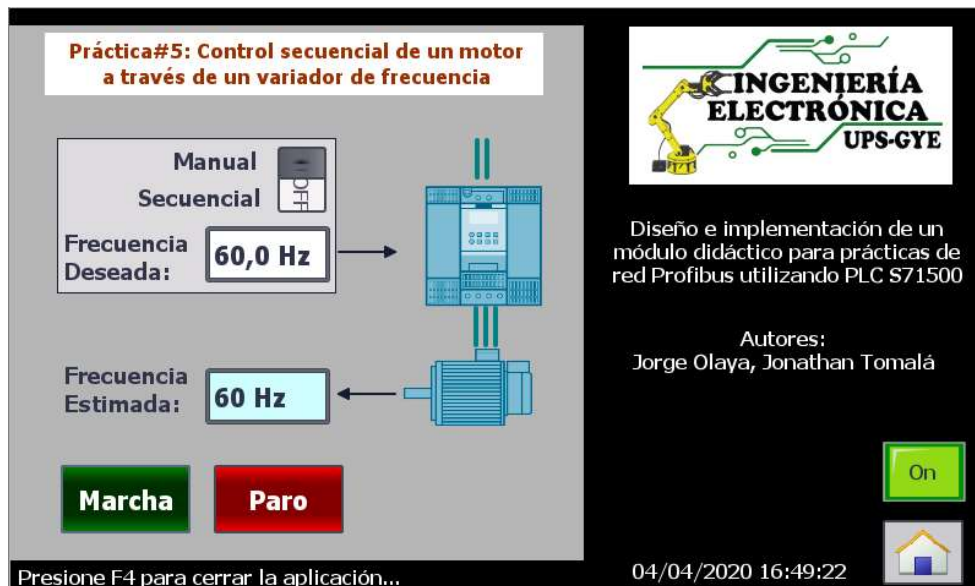 Práctica#5: Control secuencial de un motor
a través de un variador de frecuencia
Manual
Secuencial
OFF
Frecuencia
Deseada:
60,0 Hz
Frecuencia
Estimada:
60 Hz
Marcha
Paro
Presione F4 para cerrar la aplicación...
INGENIERÍA
ELECTRÓNICA
UPS-GYE
Diseño e implementación de un
módulo didáctico para prácticas de
red Profibus utilizando PLC S71500
Autores:
Jorge Olaya, Jonathan Tomalá
On
04/04/2020 16:49:22